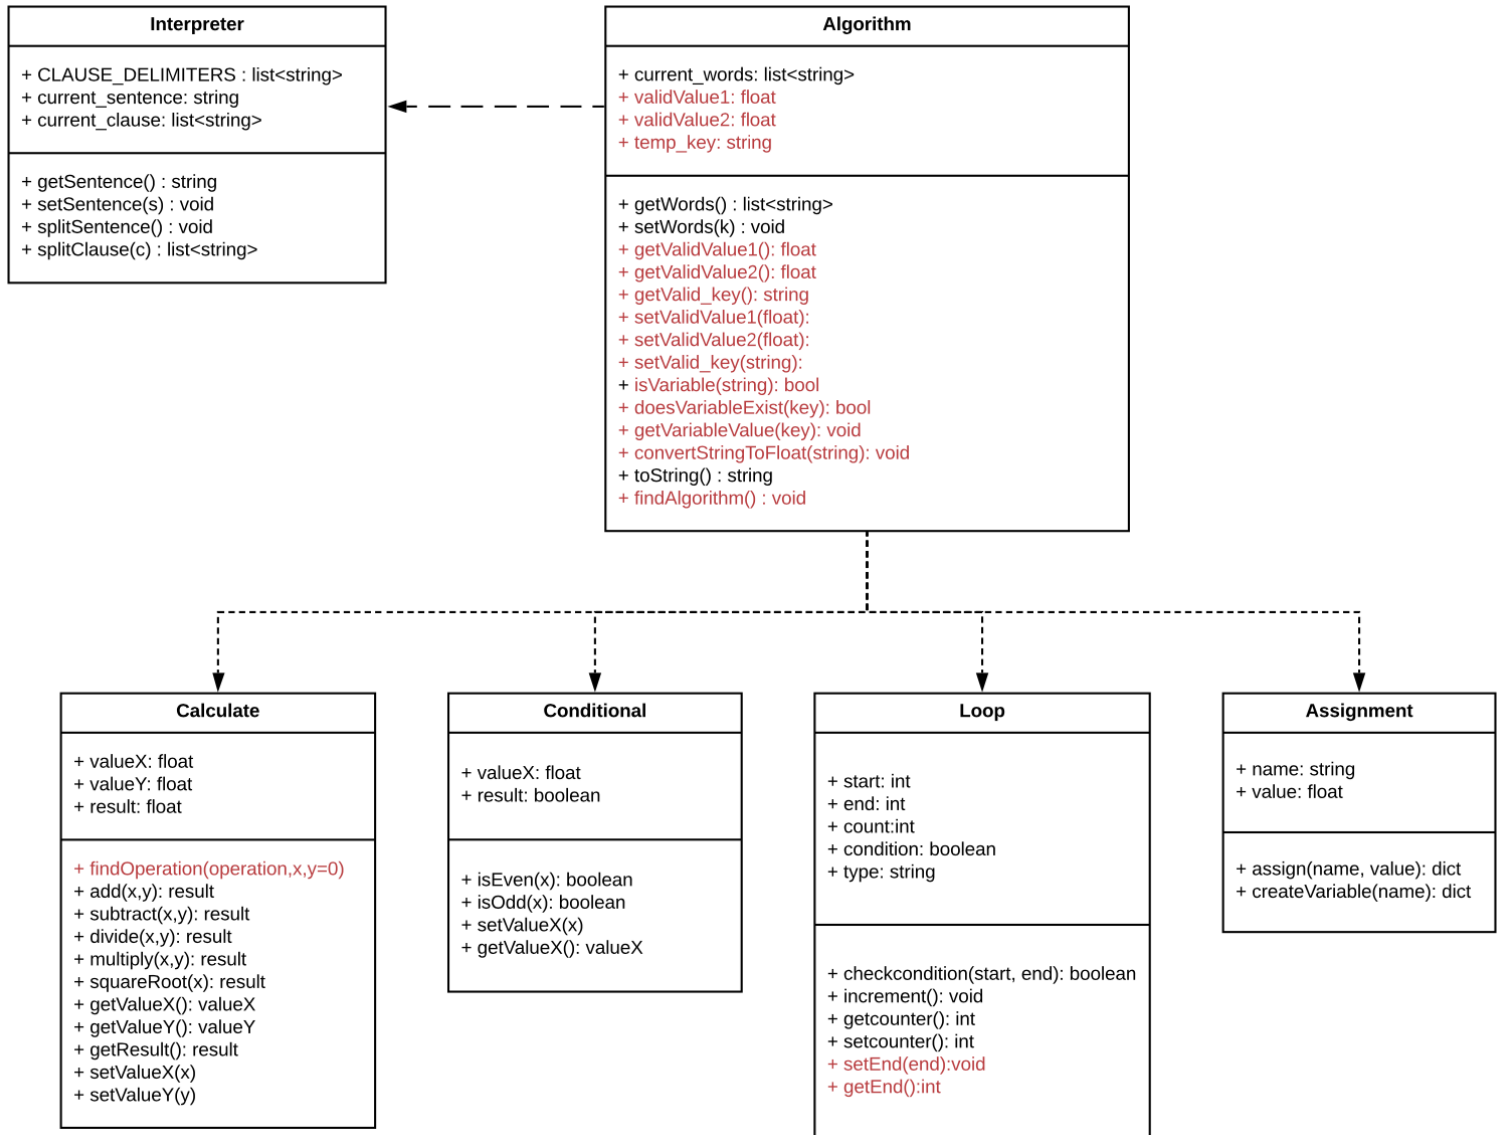 Interpreter
+ CLAUSE_DELIMITERS : list<string>
+ current_sentence: string
+ current_clause: list<string>
+ getSentence() : string
+ setSentence(s) : void
+ splitSentence() : void
+ splitClause(c) : list<string>
Algorithm
+ current_words: list<string>
+ validValue1: float
+ validValue2: float
+ temp_key: string
+ getWords() : list<string>
+ setWords(k) : void
+ getValidValue1(): float
+ getValidValue2(): float
+ getValid_key(): string
+ setValidValue1(float):
+ setValidValue2(float):
+ setValid_key(string):
+ isVariable(string): bool
+ doesVariableExist(key): bool
+ getVariableValue(key): void
+ convertStringToFloat(string): void
+ toString() : string
+ findAlgorithm() : void
Calculate
+ valueX: float
+ valueY: float
+ result: float
+ findOperation(operation,x,y=0)
+ add(x,y): result
+ subtract(x,y): result
+ divide(x,y): result
+ multiply(x,y): result
+ squareRoot(x): result
+ getValueX(): valueX
+ getValueY(): valueY
+ getResult(): result
+ setValueX(x)
+ setValueY(y)
Conditional
+ valueX: float
+ result: boolean
+ isEven(x): boolean
+ isOdd(x): boolean
+ setValueX(x)
+ getValueX(): valueX
Loop
+ start: int
+ end: int
+ count:int
+ condition: boolean
+ type: string
+ checkcondition(start, end): boolean
+ increment(): void
+ getcounter(): int
+ setcounter(): int
+ setEnd(end):void
+ getEnd():int
Assignment
+ name: string
+ value: float
+ assign(name, value): dict
+ createVariable(name): dict